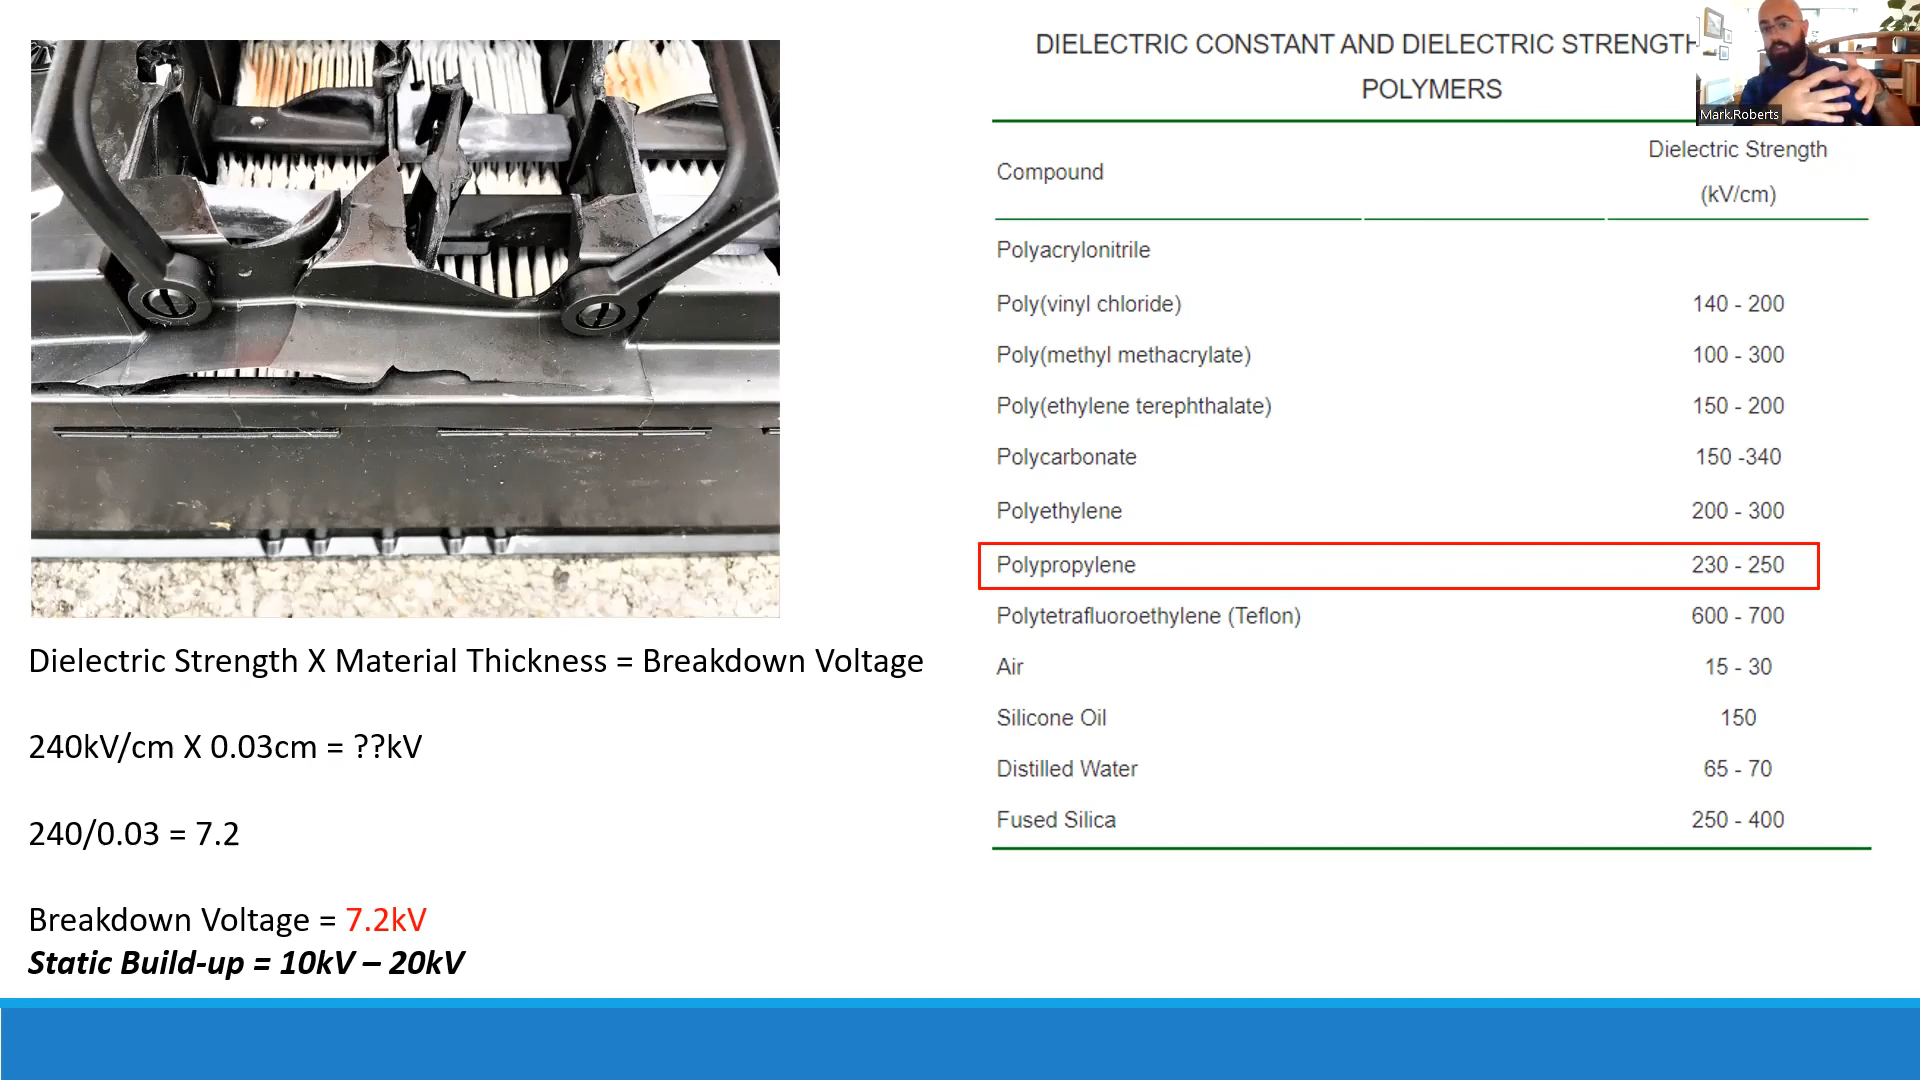 DIELECTRIC CONSTANT AND DIELECTRIC STRENGTH
POLYMERS
Mark.Roberts
Compound
Dielectric Strength
(kV/cm)
Polyacrylonitrile
Poly(vinyl chloride) 140 - 200
Poly(methyl methacrylate) 100 - 300
Poly(ethylene terephthalate) 150 - 200
Polycarbonate 150 -340
Polyethylene 200 - 300
Polypropylene 230 - 250
Polytetrafluoroethylene (Teflon) 600 - 700
Air 15 - 30
Silicone Oil 150
Distilled Water 65 - 70
Fused Silica 250 - 400
Dielectric Strength X Material Thickness = Breakdown Voltage
240kV/cm X 0.03cm = ??kV
240/0.03 = 7.2
Breakdown Voltage = 7.2kV
Static Build-up = 10kV – 20kV